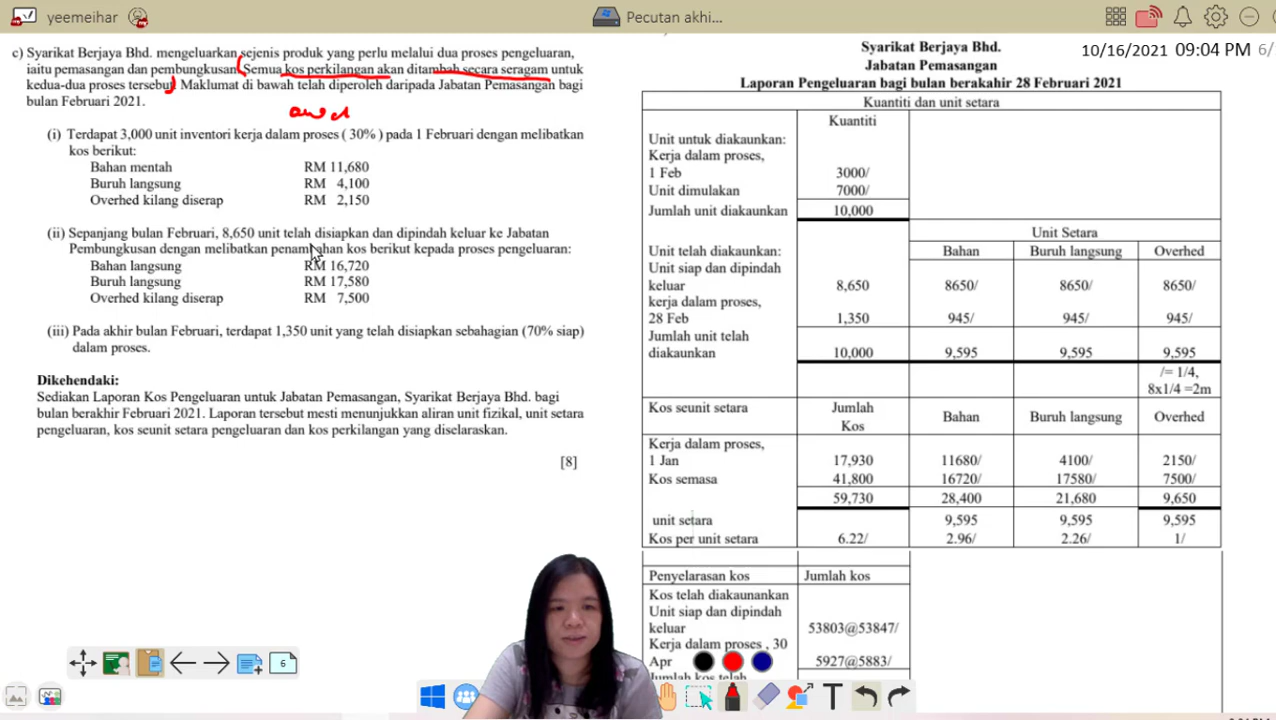 yeemeihar
Pecutan akhi...
c) Syarikat Berjaya Bhd. mengeluarkan sejenis produk yang perlu melalui dua proses pengeluaran,
iaitu pemasangan dan pembungkusan. Semua kos perkilangan akan ditambah secara seragam untuk
kedua-dua proses tersebut. Maklumat di bawah telah diperoleh daripada Jabatan Pemasangan bagi
bulan Februari 2021.
(i) Terdapat 3,000 unit inventori kerja dalam proses ( 30%) pada 1 Februari dengan melibatkan
kos berikut:
Bahan mentah RM 11,680
Buruh langsung RM 4,100
Overhed kilang diserap RM 2,150
(ii) Sepanjang bulan Februari, 8,650 unit telah disiapkan dan dipindah keluar ke Jabatan
Pembungkusan dengan melibatkan penambahan kos berikut kepada proses pengeluaran:
Bahan langsung RM 16,720
Buruh langsung RM 17,580
Overhed kilang diserap RM 7,500
(iii) Pada akhir bulan Februari, terdapat 1,350 unit yang telah disiapkan sebahagian (70% siap)
dalam proses.
Dikehendaki:
Sediakan Laporan Kos Pengeluaran untuk Jabatan Pemasangan, Syarikat Berjaya Bhd. bagi
bulan berakhir Februari 2021. Laporan tersebut mesti menunjukkan aliran unit fizikal, unit setara
pengeluaran, kos seunit setara pengeluaran dan kos perkilangan yang diselaraskan.
[8]
10/16/2021 09:04 PM 6/
Syarikat Berjaya Bhd.
Jabatan Pemasangan
Laporan Pengeluaran bagi bulan berakahir 28 Februari 2021
Kuantiti dan unit setara
Kuantiti
Unit untuk diakaunkan:
Kerja dalam proses,
1 Feb 3000/
Unit dimulakan 7000/
Jumlah unit diakaunkan 10,000
Unit Setara
Unit telah diakaunkan: Bahan Buruh langsung Overhed
Unit siap dan dipindah
keluar 8,650 8650/ 8650/ 8650/
kerja dalam proses,
28 Feb 1,350 945/ 945/ 945/
Jumlah unit telah
diakaunkan 10,000 9,595 9,595 9,595
/= 1/4,
8x1/4 =2m
Kos seunit setara Jumlah
Kos Bahan Buruh langsung Overhed
Kerja dalam proses,
1 Jan 17,930 11680/ 4100/ 2150/
Kos semasa 41,800 16720/ 17580/ 7500/
59,730 28,400 21,680 9,650
unit setara 9,595 9,595 9,595
Kos per unit setara 6.22/ 2.96/ 2.26/ 1/
Penyelarasan kos Jumlah kos
Kos telah diakaunankan
Unit siap dan dipindah
keluar 53803@53847/
Kerja dalam proses , 30
Apr 5927@5883/
Jumlah kos telah
6